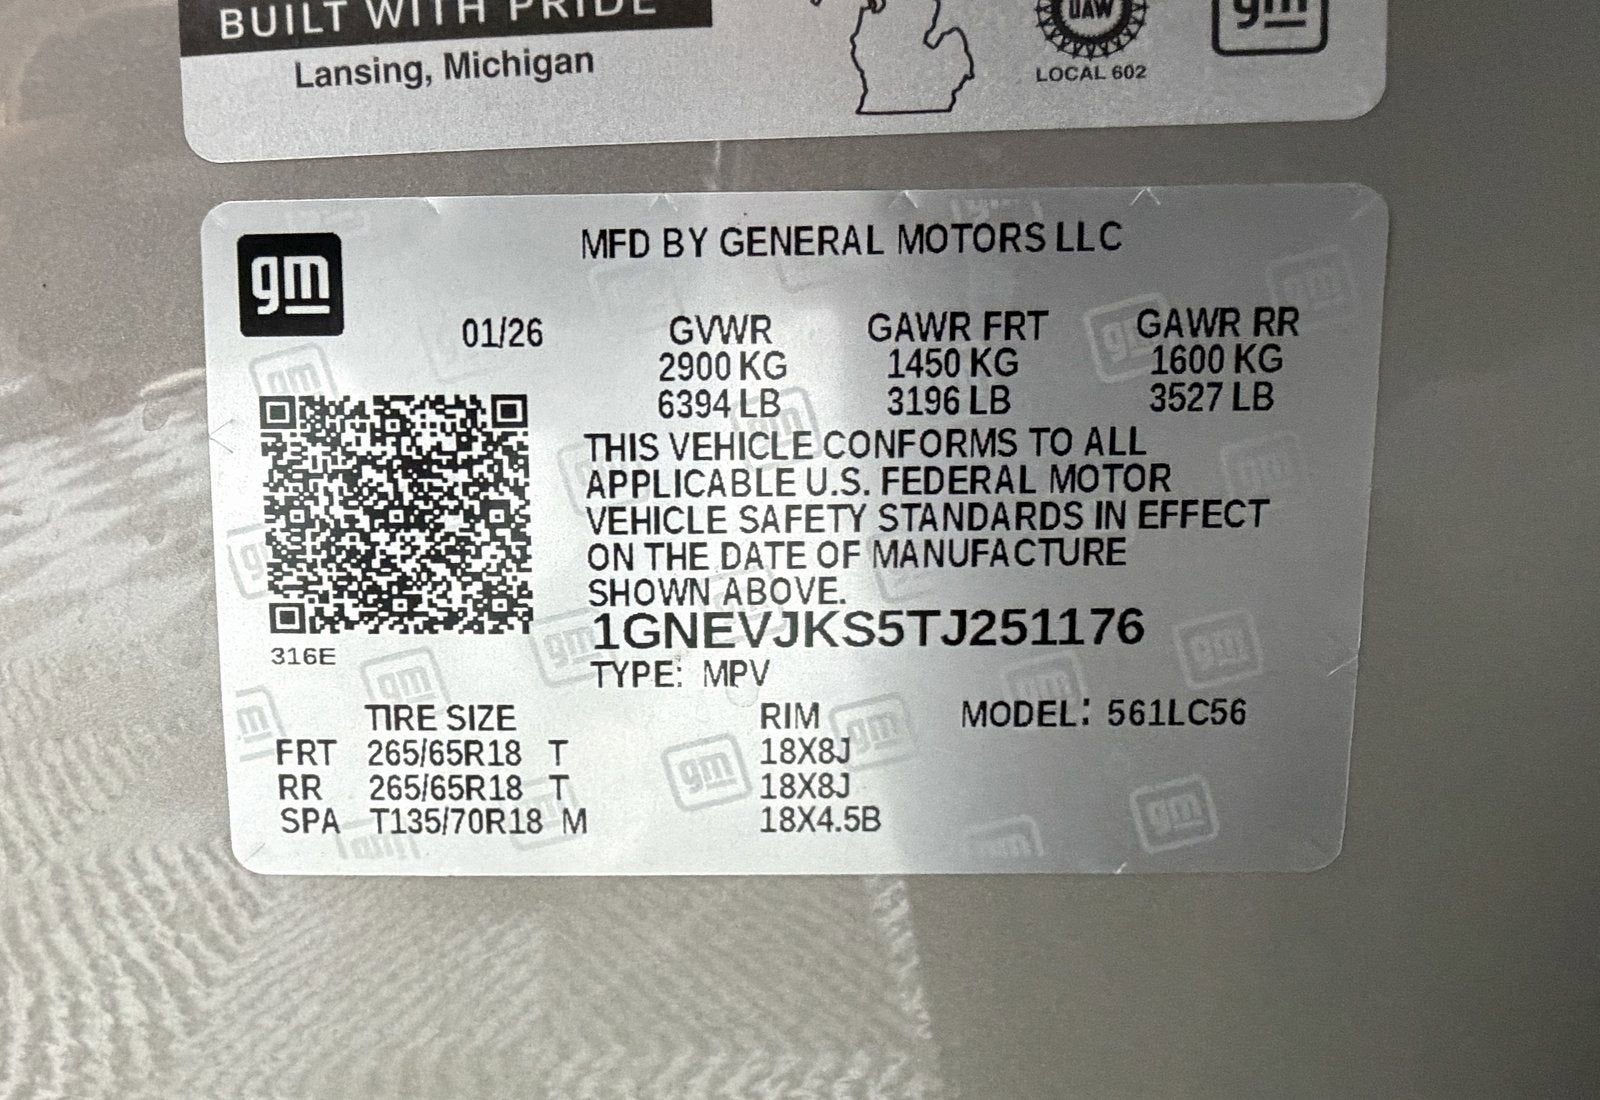 BUILT WITH PRIDE
Lansing, Michigan
UAW
LOCAL 602
gm
MFD BY GENERAL MOTORS LLC
gm
01/26 GVWR GAWR FRT GAWR RR
2900 KG 1450 KG 1600 KG
6394 LB 3196 LB 3527 LB
THIS VEHICLE CONFORMS TO ALL
APPLICABLE U.S. FEDERAL MOTOR
VEHICLE SAFETY STANDARDS IN EFFECT
ON THE DATE OF MANUFACTURE
SHOWN ABOVE.
1GNEVJKS5TJ251176
316E
TYPE: MPV
TIRE SIZE RIM MODEL: 561LC56
FRT 265/65R18 T 18X8J
RR 265/65R18 T 18X8J
SPA T135/70R18 M 18X4.5B